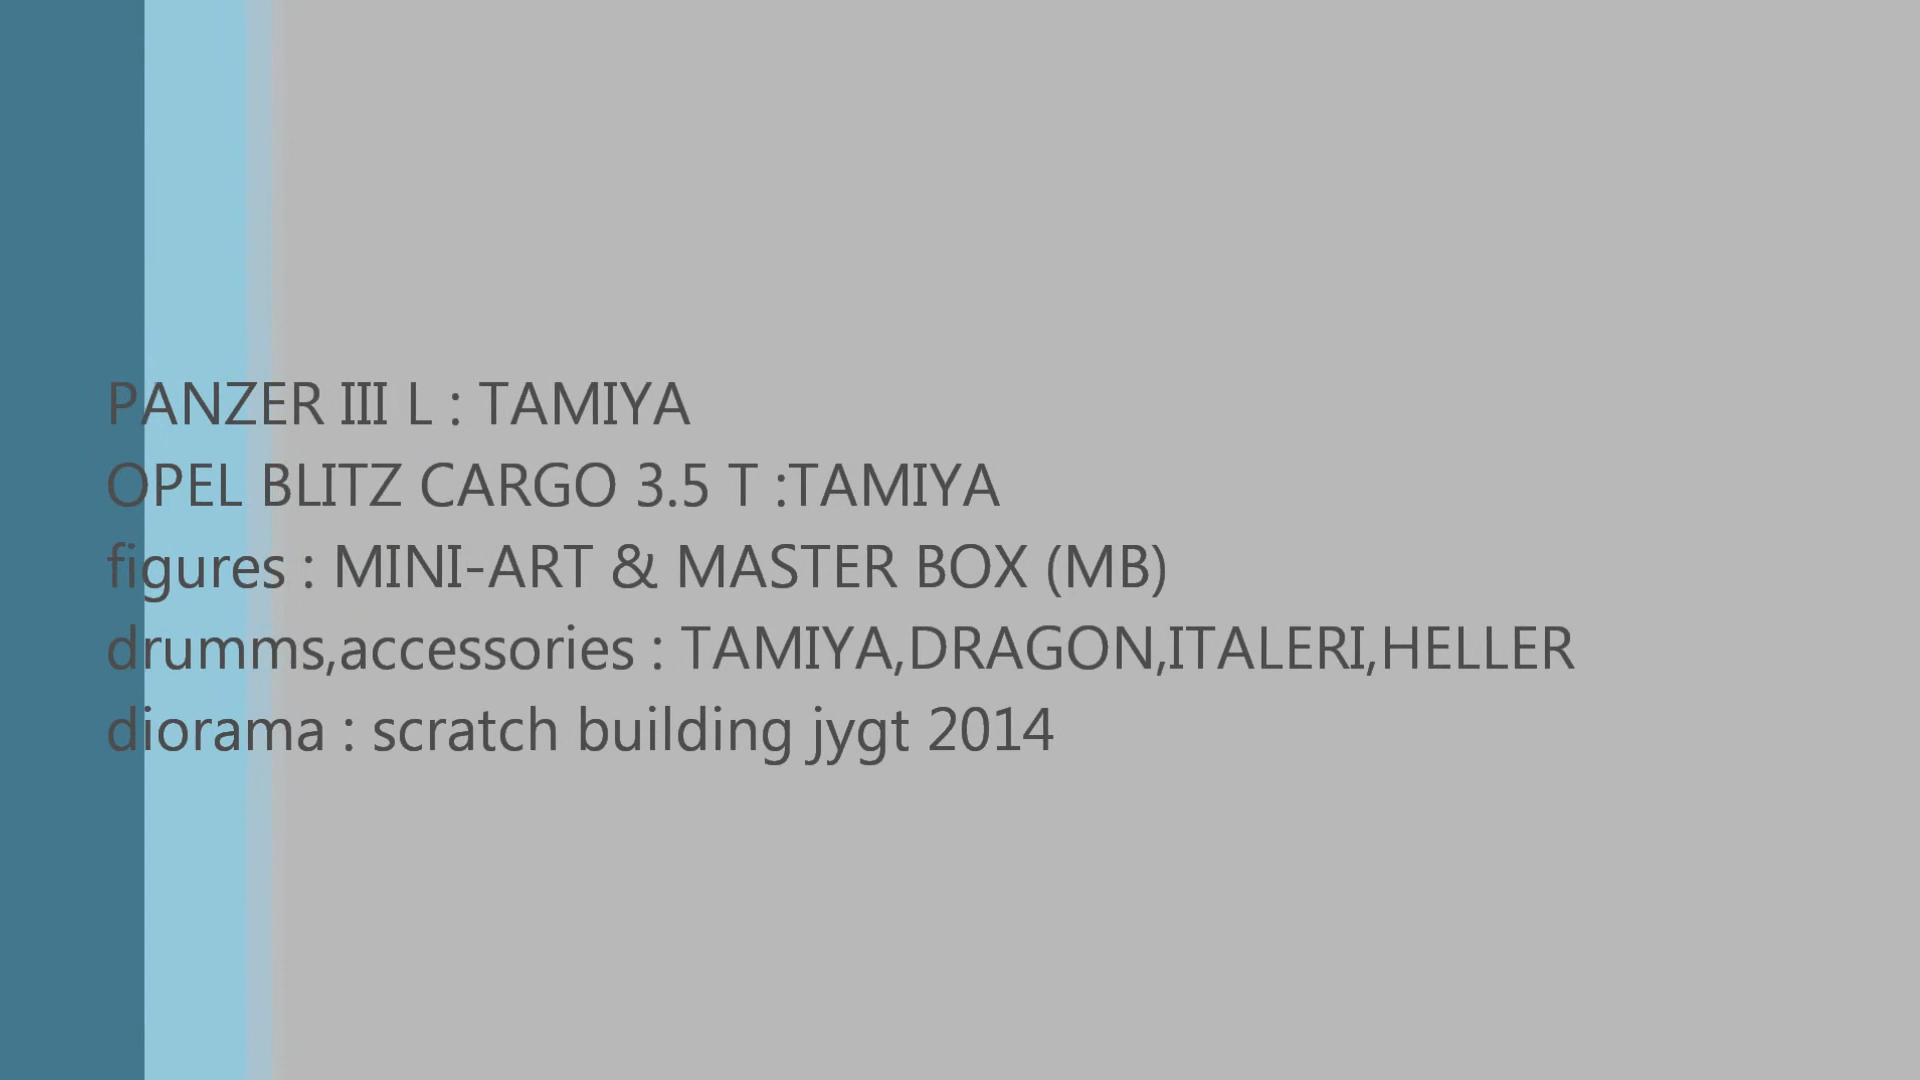 PANZER III L : TAMIYA
OPEL BLITZ CARGO 3.5 T :TAMIYA
figures : MINI-ART & MASTER BOX (MB)
drumms,accessories : TAMIYA,DRAGON,ITALERI,HELLER
diorama : scratch building jygt 2014